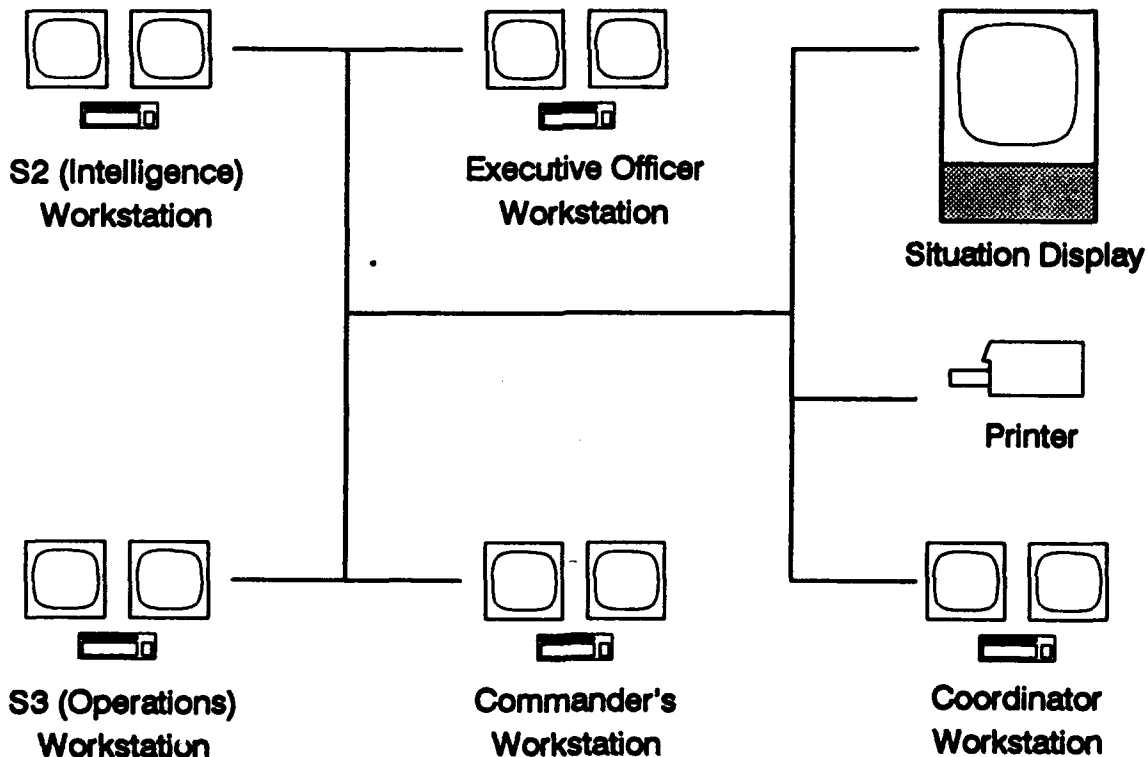 S2 (Intelligence)
Workstation
Executive Officer
Workstation
Situation Display
Printer
S3 (Operations)
Workstation
Commander's
Workstation
Coordinator
Workstation